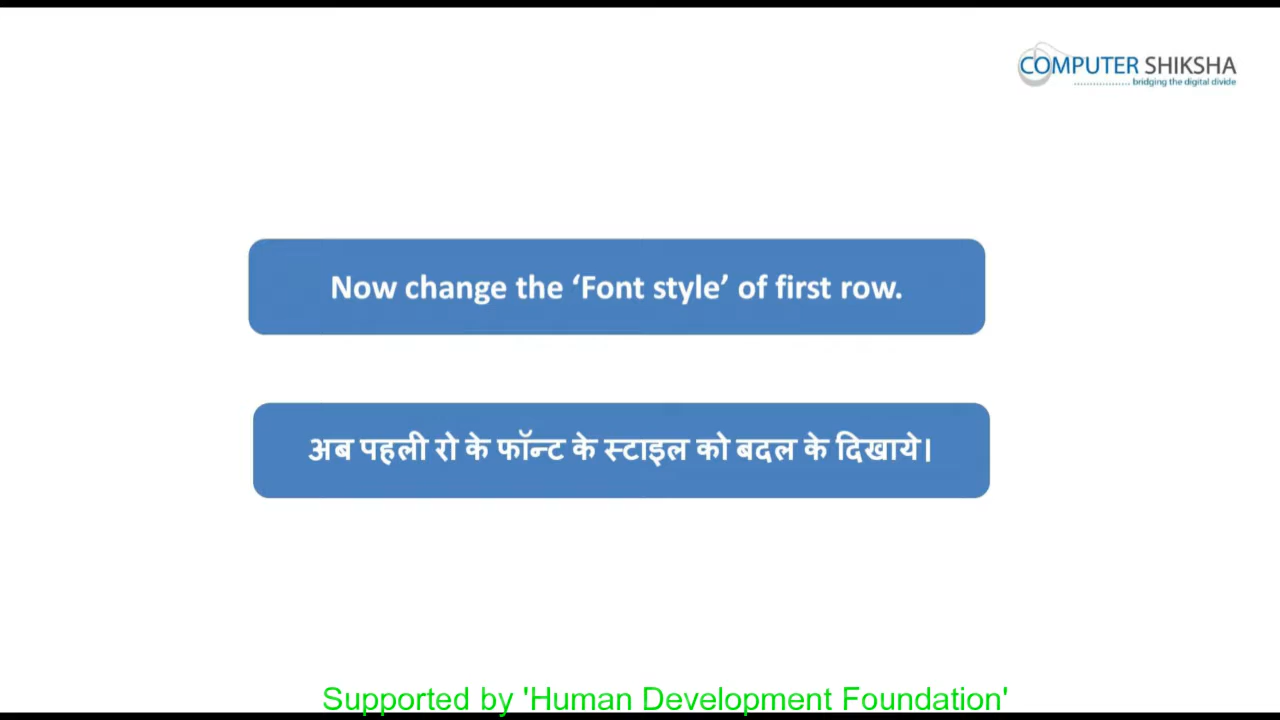 COMPUTER SHIKSHA
.................. bridging the digital divide
Now change the ‘Font style’ of first row.
अब पहली रो के फॉन्ट के स्टाइल को बदल के दिखाये।
Supported by 'Human Development Foundation'